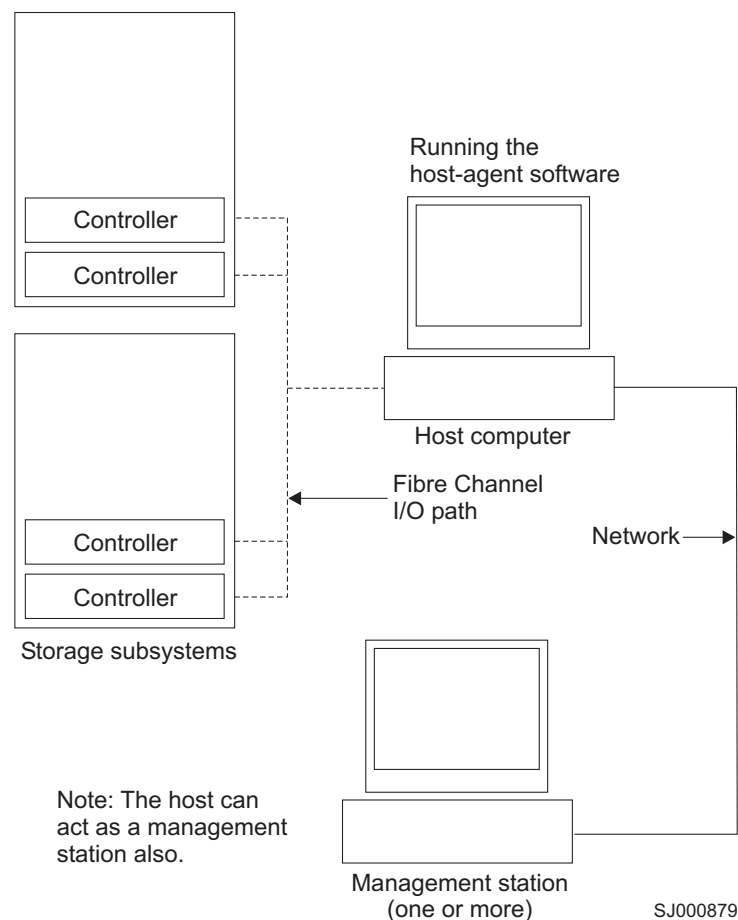 Running the
host-agent software
Controller
Controller
Host computer
Fibre Channel
I/O path
Network
Controller
Controller
Storage subsystems
Note: The host can
act as a management
station also.
Management station
(one or more)
SJ000879